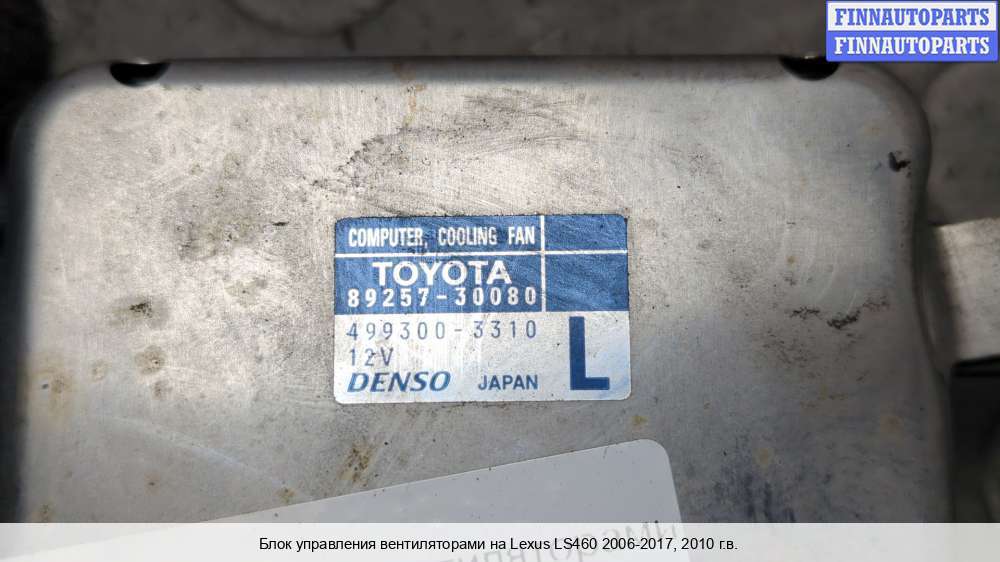 FINNAUTOPARTS
FINNAUTOPARTS
COMPUTER, COOLING FAN
TOYOTA
89257-30080
499300-3310
12V
DENSO JAPAN
L
Блок управления вентиляторами на Lexus LS460 2006-2017, 2010 г.в.